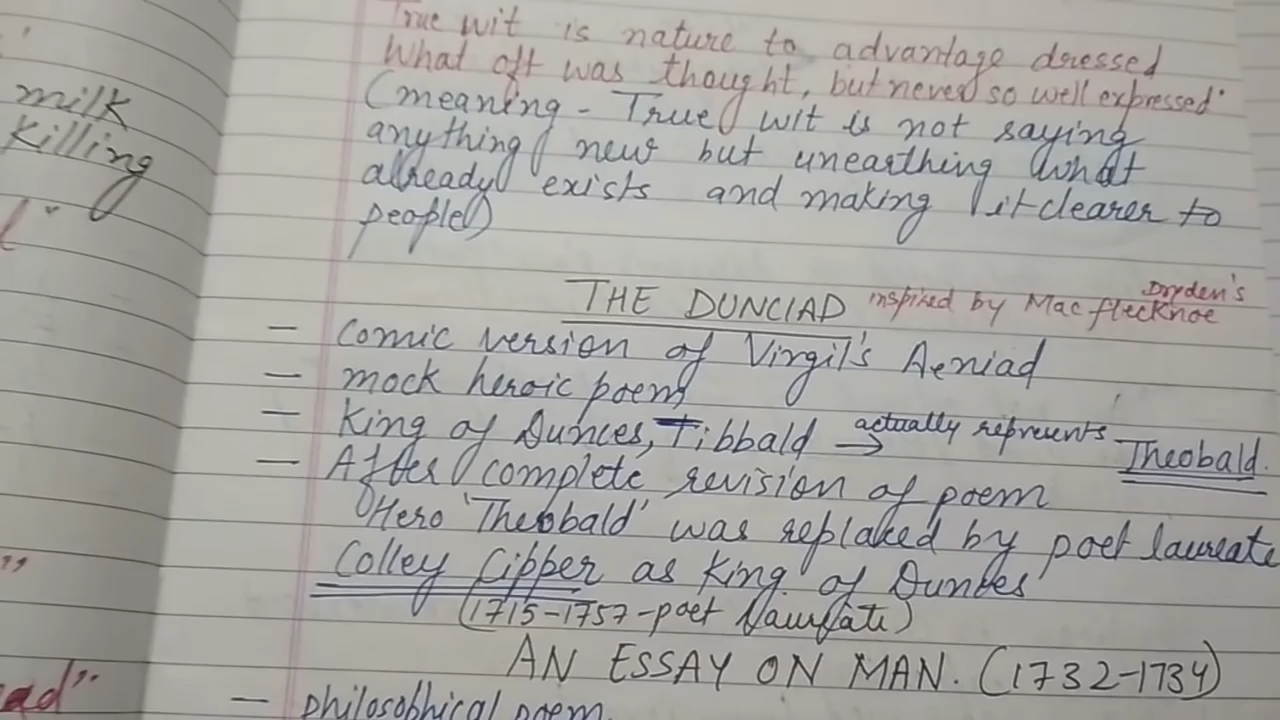 milk
killing
True wit is nature to advantage dressed
What oft was thought, but never so well expressed"
(meaning - True wit is not saying
anything new but unearthing what
already exists and making it clearer to
people)
THE DUNCIAD inspired by Dryden's Mac flecknoe
- Comic version of Virgil's Aeniad
- mock heroic poem
- King of Dunces, Tibbald → actually represents Theobald.
- After complete revision of poem
Hero 'Theobald' was replaced by poet laureate
Colley Cipper as King of Dunces
(1715-1757-poet laureate)
AN ESSAY ON MAN. (1732-1734)
ad"
- philosophical poem.